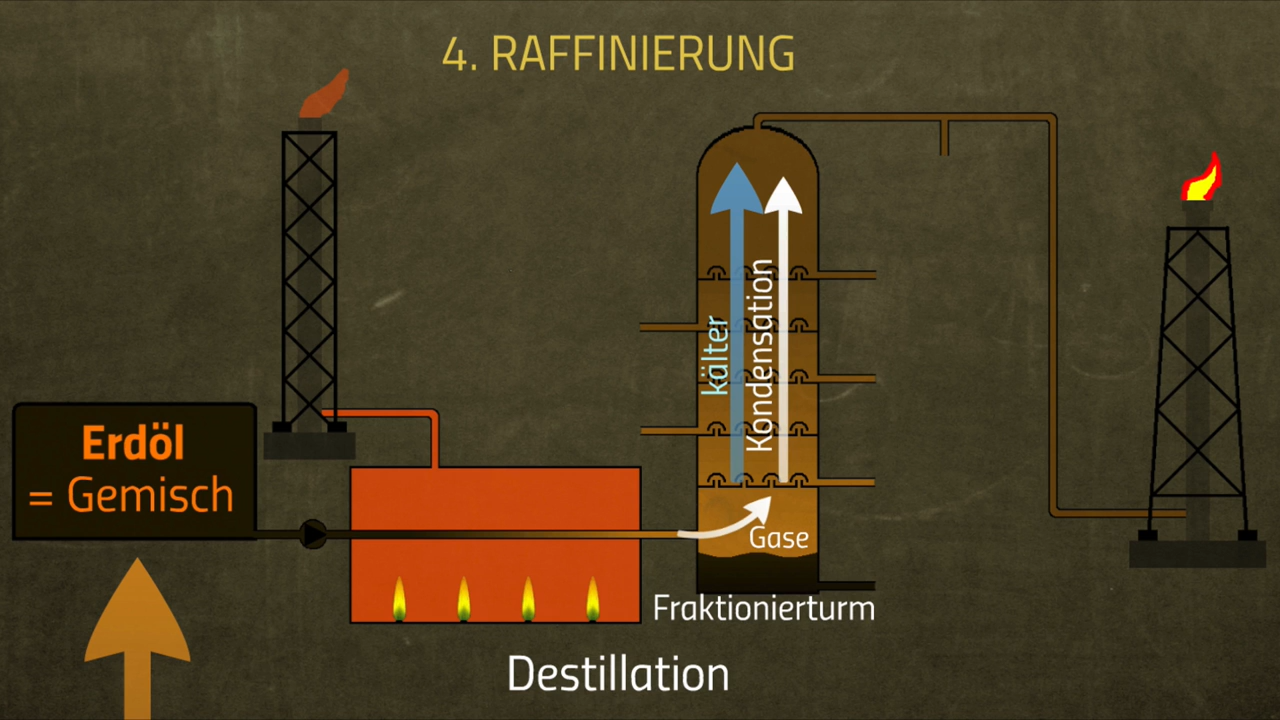 4. RAFFINIERUNG
Erdöl
= Gemisch
kälter
Kondensation
Gase
Fraktionierturm
Destillation